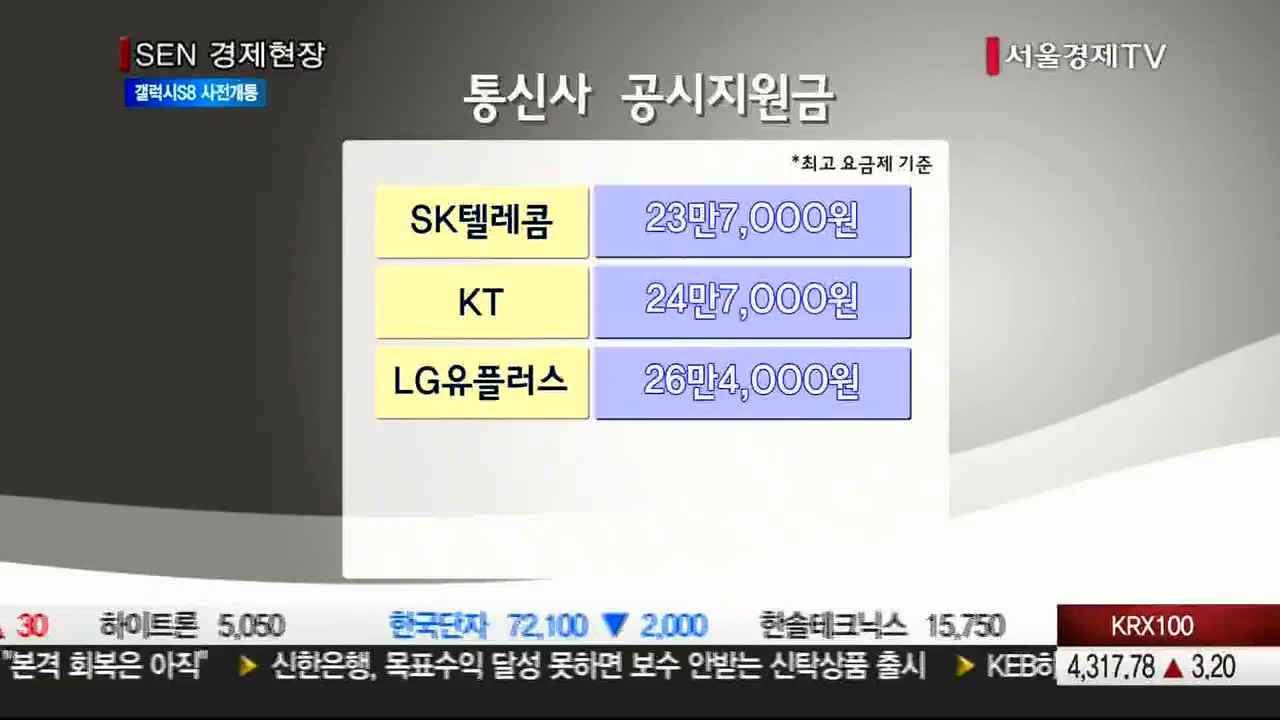 SEN 경제현장
서울경제TV
갤럭시S8 사전개통
통신사 공시지원금
*최고 요금제 기준
SK텔레콤 23만7,000원
KT 24만7,000원
LG유플러스 26만4,000원
30 하이트론 5,050 한국단자 72,100 ▼ 2,000 한솔테크닉스 15,750
KRX100
"본격 회복은 아직" 신한은행, 목표수익 달성 못하면 보수 안받는 신탁상품 출시 KEB하
4,317.78 ▲ 3.20